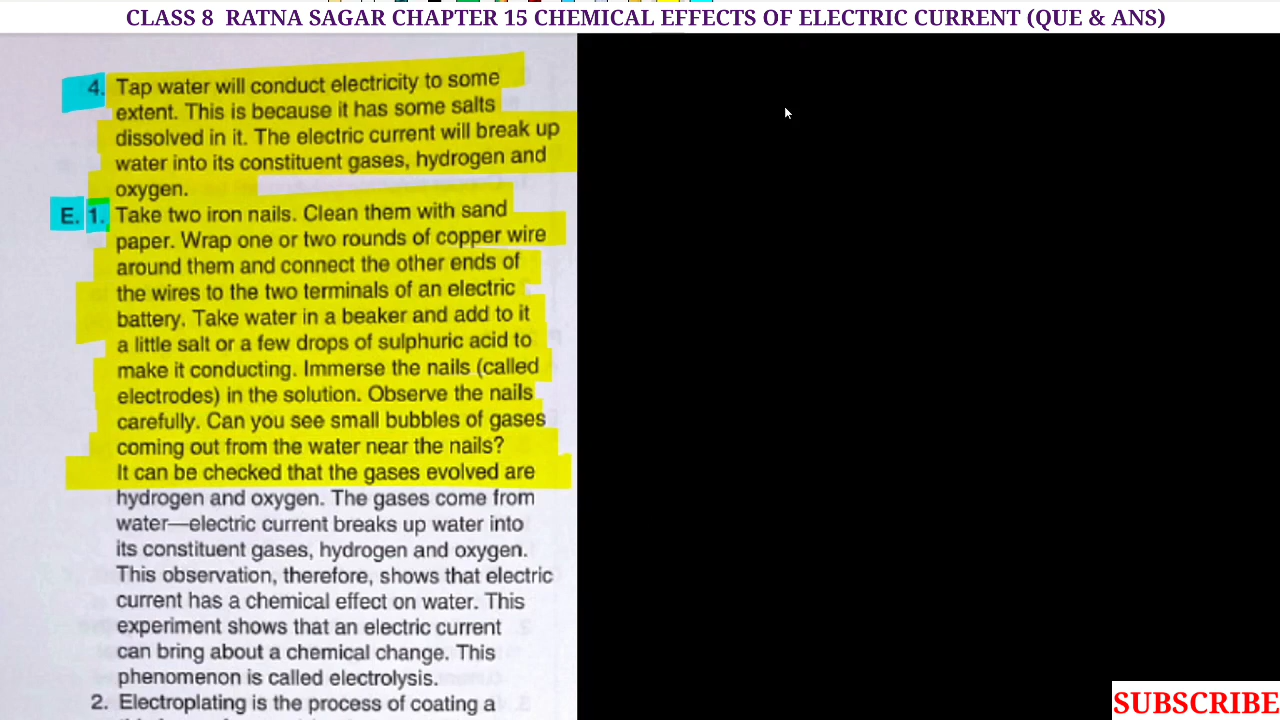 CLASS 8 RATNA SAGAR CHAPTER 15 CHEMICAL EFFECTS OF ELECTRIC CURRENT (QUE & ANS)
4. Tap water will conduct electricity to some
extent. This is because it has some salts
dissolved in it. The electric current will break up
water into its constituent gases, hydrogen and
oxygen.
E. 1. Take two iron nails. Clean them with sand
paper. Wrap one or two rounds of copper wire
around them and connect the other ends of
the wires to the two terminals of an electric
battery. Take water in a beaker and add to it
a little salt or a few drops of sulphuric acid to
make it conducting. Immerse the nails (called
electrodes) in the solution. Observe the nails
carefully. Can you see small bubbles of gases
coming out from the water near the nails?
It can be checked that the gases evolved are
hydrogen and oxygen. The gases come from
water—electric current breaks up water into
its constituent gases, hydrogen and oxygen.
This observation, therefore, shows that electric
current has a chemical effect on water. This
experiment shows that an electric current
can bring about a chemical change. This
phenomenon is called electrolysis.
2. Electroplating is the process of coating a
SUBSCRIBE